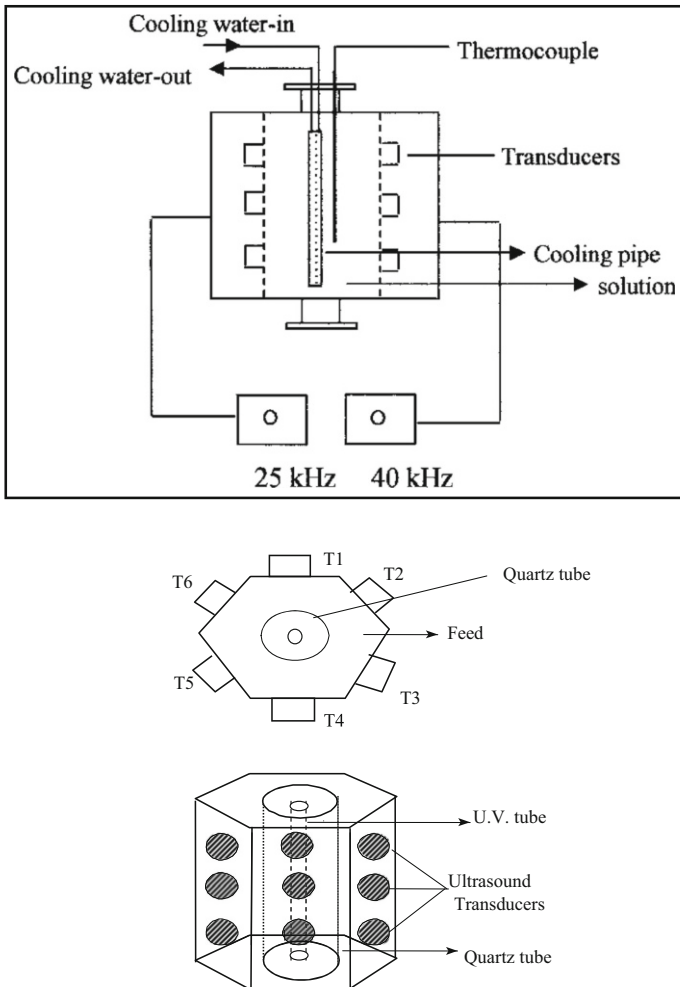 Cooling water-in
Cooling water-out
Thermocouple
Transducers
Cooling pipe
solution
25 kHz 40 kHz
T1
T2
T6
Quartz tube
Feed
T5
T3
T4
U.V. tube
Ultrasound
Transducers
Quartz tube